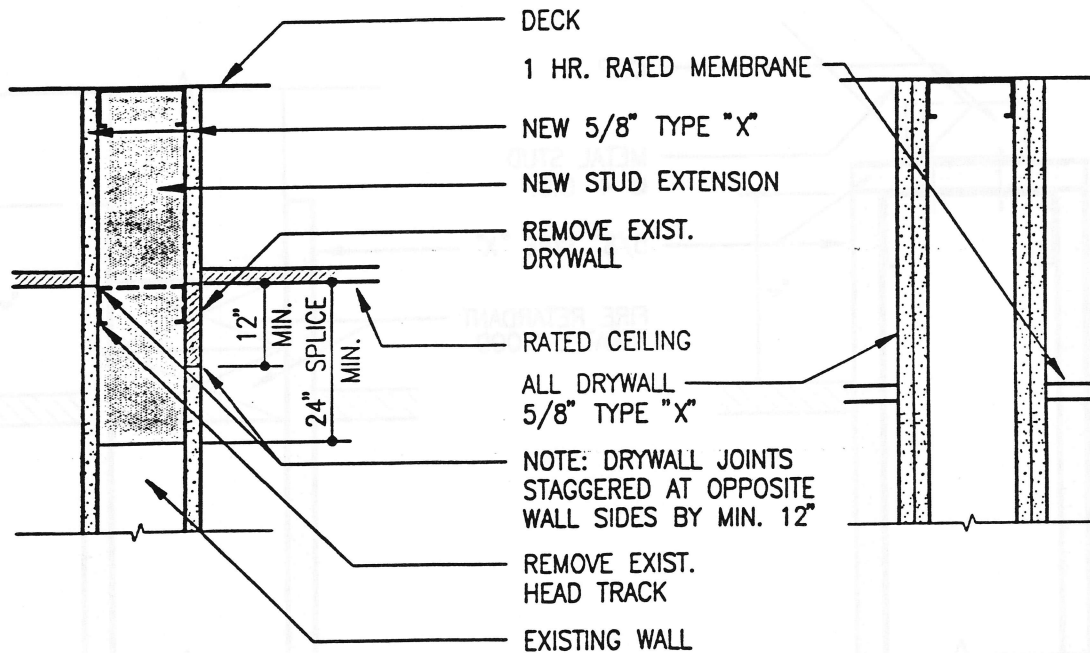 DECK
1 HR. RATED MEMBRANE
NEW 5/8" TYPE "X"
NEW STUD EXTENSION
REMOVE EXIST.
DRYWALL
12"
MIN.
24" SPLICE
MIN.
RATED CEILING
ALL DRYWALL
5/8" TYPE "X"
NOTE: DRYWALL JOINTS
STAGGERED AT OPPOSITE
WALL SIDES BY MIN. 12"
REMOVE EXIST.
HEAD TRACK
EXISTING WALL